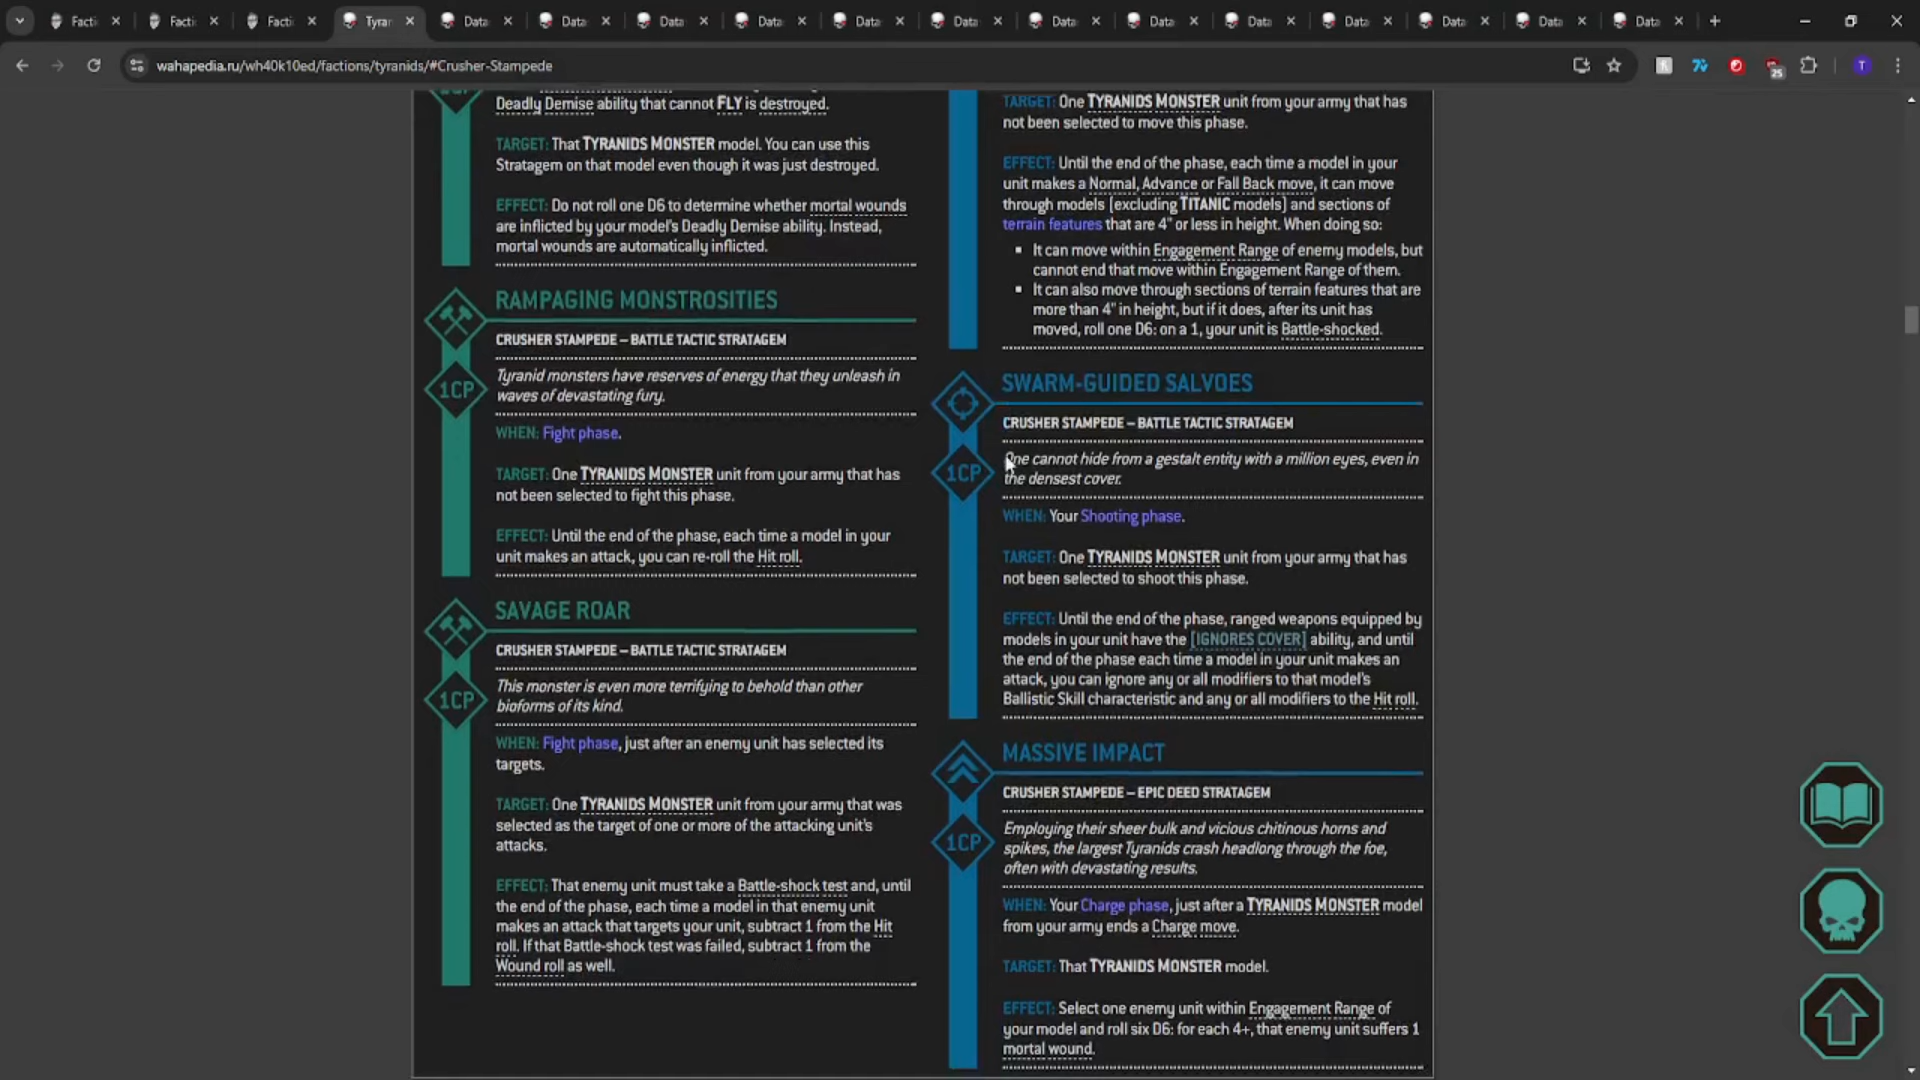 Facti
Facti
Facti
Tyrar
Data
Data
Data
Data
Data
Data
Data
Data
Data
Data
Data
Data
Data
wahapedia.ru/wh40k10ed/factions/tyranids/#Crusher-Stampede
25
T
Deadly Demise ability that cannot FLY is destroyed.
TARGET: That TYRANIDS MONSTER model. You can use this
Stratagem on that model even though it was just destroyed.
EFFECT: Do not roll one D6 to determine whether mortal wounds
are inflicted by your model's Deadly Demise ability. Instead,
mortal wounds are automatically inflicted.
RAMPAGING MONSTROSITIES
CRUSHER STAMPEDE – BATTLE TACTIC STRATAGEM
1CP
Tyranid monsters have reserves of energy that they unleash in
waves of devastating fury.
WHEN: Fight phase.
TARGET: One TYRANIDS MONSTER unit from your army that has
not been selected to fight this phase.
EFFECT: Until the end of the phase, each time a model in your
unit makes an attack, you can re-roll the Hit roll.
SAVAGE ROAR
CRUSHER STAMPEDE – BATTLE TACTIC STRATAGEM
1CP
This monster is even more terrifying to behold than other
bioforms of its kind.
WHEN: Fight phase, just after an enemy unit has selected its
targets.
TARGET: One TYRANIDS MONSTER unit from your army that was
selected as the target of one or more of the attacking unit's
attacks.
EFFECT: That enemy unit must take a Battle-shock test and, until
the end of the phase, each time a model in that enemy unit
makes an attack that targets your unit, subtract 1 from the Hit
roll. If that Battle-shock test was failed, subtract 1 from the
Wound roll as well.
TARGET: One TYRANIDS MONSTER unit from your army that has
not been selected to move this phase.
EFFECT: Until the end of the phase, each time a model in your
unit makes a Normal, Advance or Fall Back move, it can move
through models (excluding TITANIC models) and sections of
terrain features that are 4" or less in height. When doing so:
▪ It can move within Engagement Range of enemy models, but
cannot end that move within Engagement Range of them.
▪ It can also move through sections of terrain features that are
more than 4" in height, but if it does, after its unit has
moved, roll one D6: on a 1, your unit is Battle-shocked.
SWARM-GUIDED SALVOES
CRUSHER STAMPEDE – BATTLE TACTIC STRATAGEM
1CP
One cannot hide from a gestalt entity with a million eyes, even in
the densest cover.
WHEN: Your Shooting phase.
TARGET: One TYRANIDS MONSTER unit from your army that has
not been selected to shoot this phase.
EFFECT: Until the end of the phase, ranged weapons equipped by
models in your unit have the [IGNORES COVER] ability, and until
the end of the phase each time a model in your unit makes an
attack, you can ignore any or all modifiers to that model's
Ballistic Skill characteristic and any or all modifiers to the Hit roll.
MASSIVE IMPACT
CRUSHER STAMPEDE – EPIC DEED STRATAGEM
1CP
Employing their sheer bulk and vicious chitinous horns and
spikes, the largest Tyranids crash headlong through the foe,
often with devastating results.
WHEN: Your Charge phase, just after a TYRANIDS MONSTER model
from your army ends a Charge move.
TARGET: That TYRANIDS MONSTER model.
EFFECT: Select one enemy unit within Engagement Range of
your model and roll six D6: for each 4+, that enemy unit suffers 1
mortal wound.